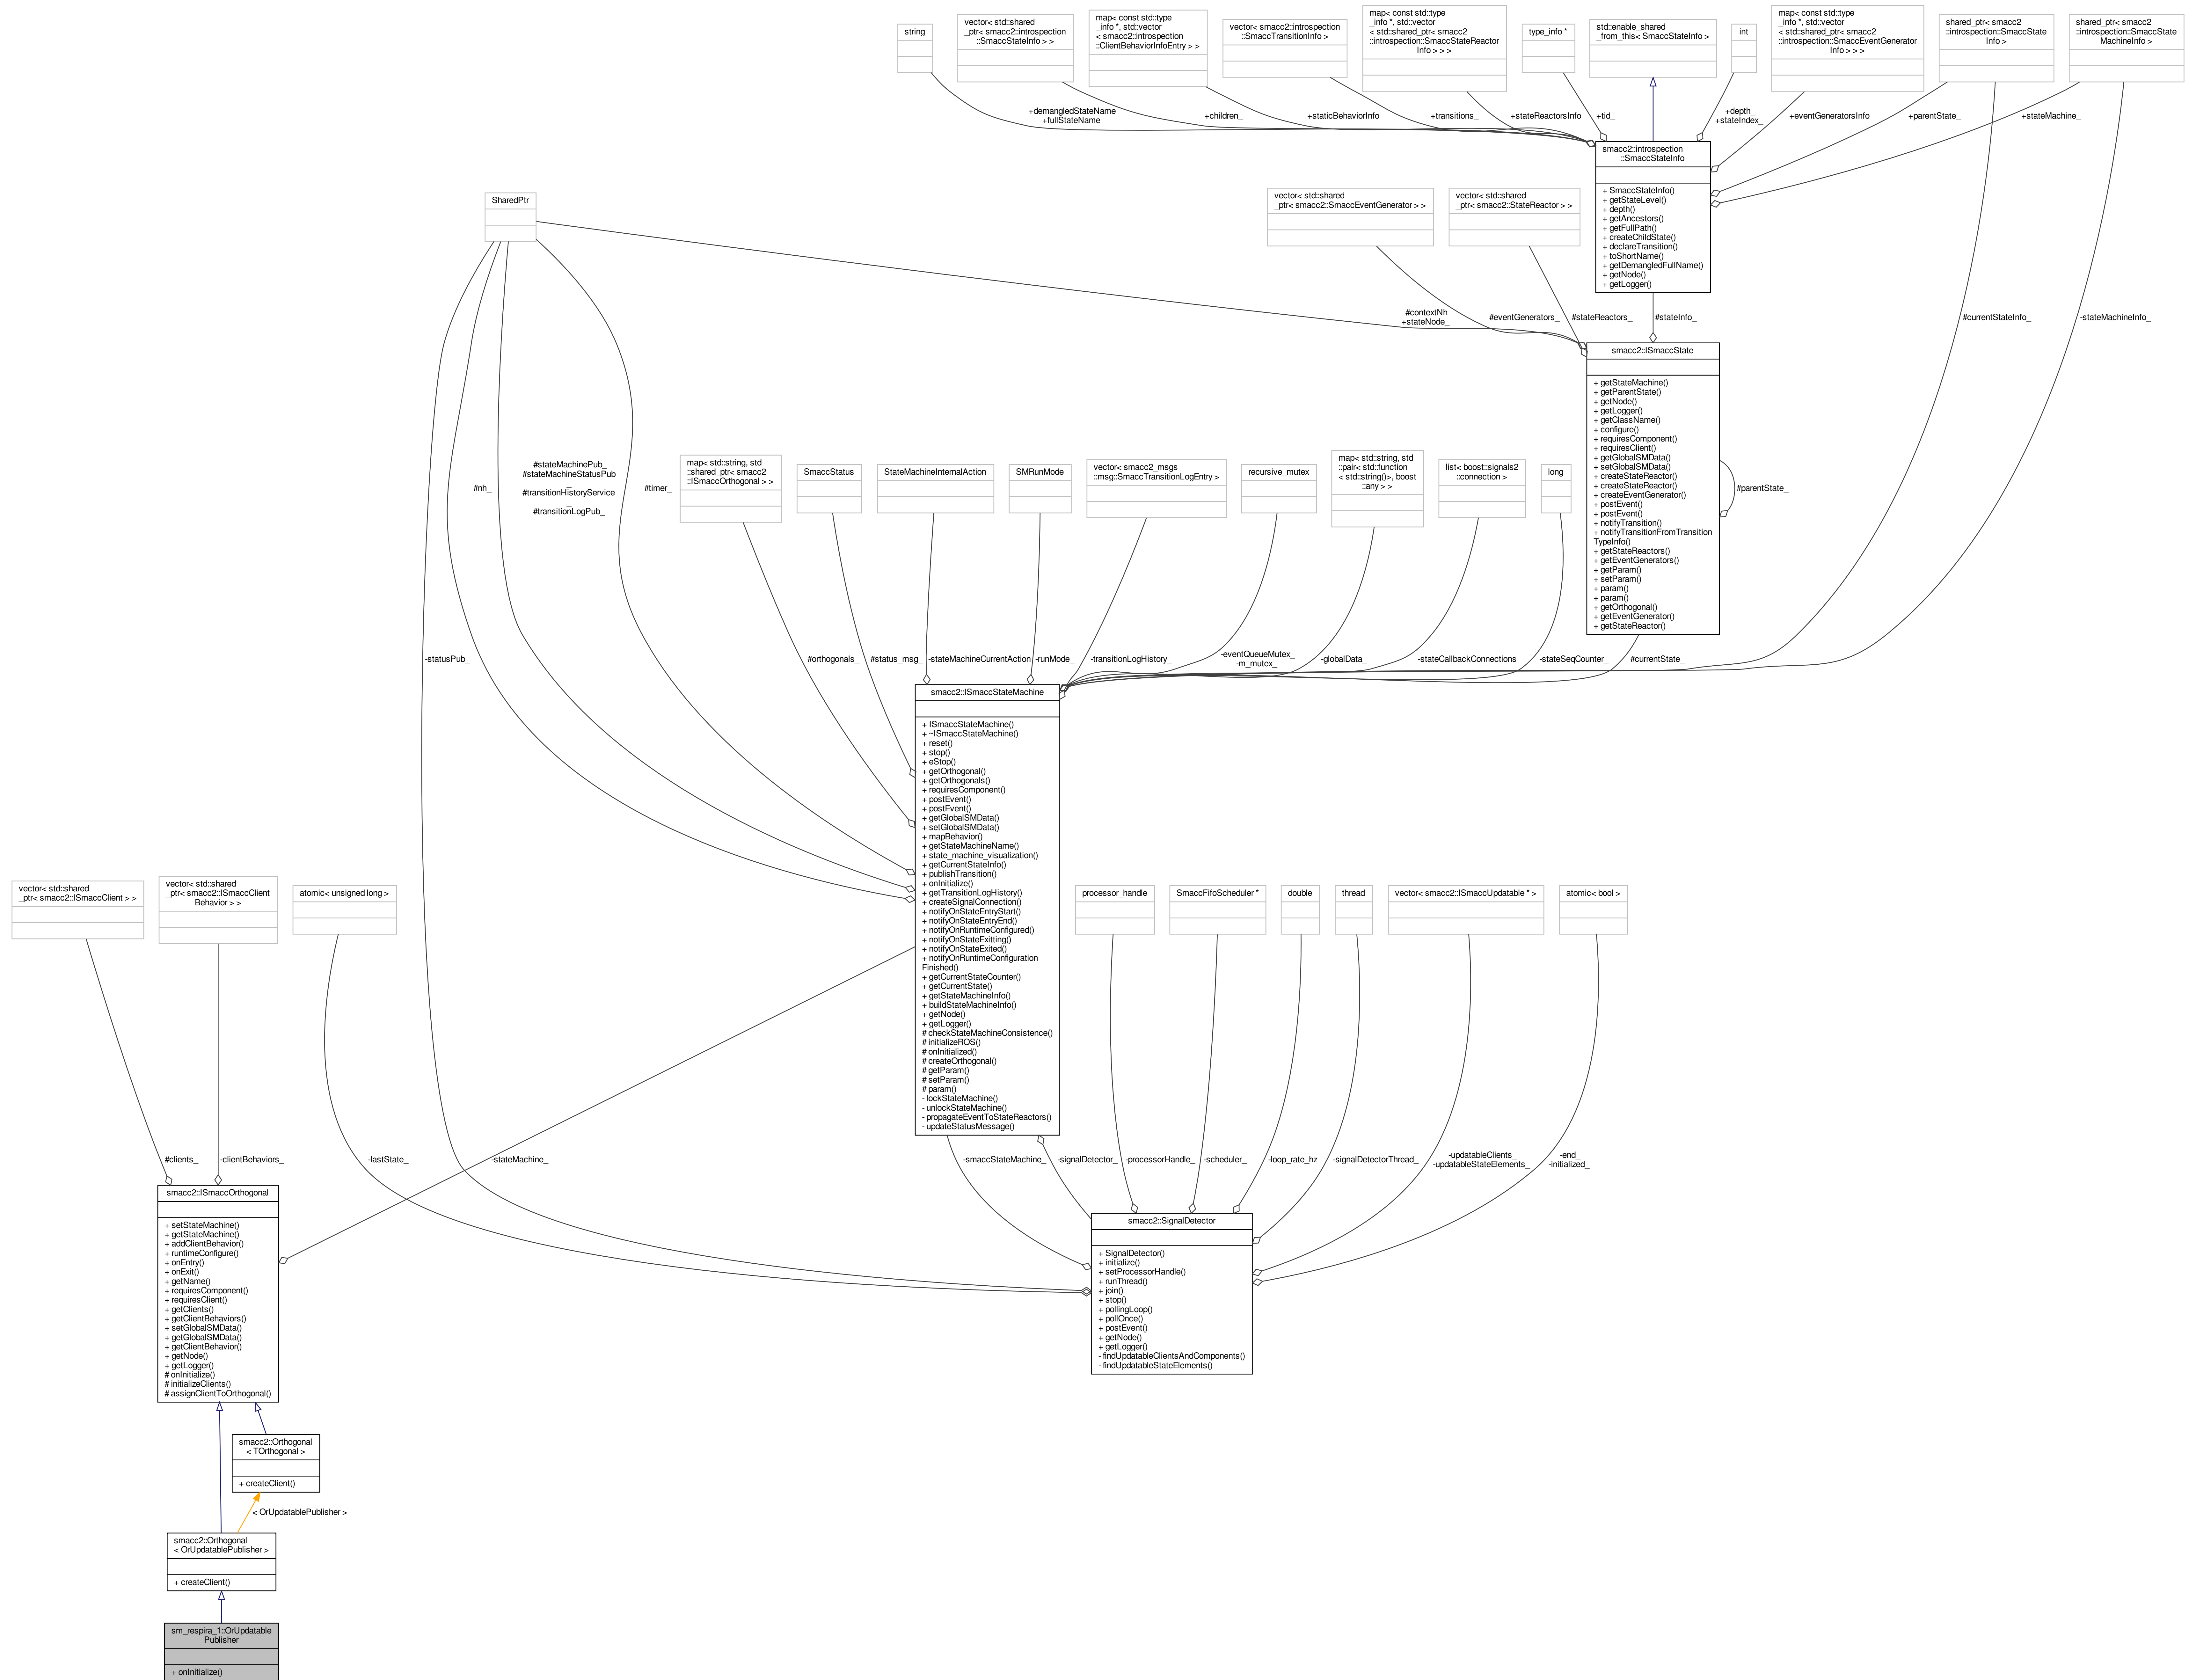 string
vector< std::shared
_ptr< smacc2::introspection
::SmaccStateInfo > >
map< const std::type
_info *, std::vector
< smacc2::introspection
::ClientBehaviorInfoEntry > >
vector< smacc2::introspection
::SmaccTransitionInfo >
map< const std::type
_info *, std::vector
< std::shared_ptr< smacc2
::introspection::SmaccStateReactor
Info > > >
type_info *
std::enable_shared
_from_this< SmaccStateInfo >
int
map< const std::type
_info *, std::vector
< std::shared_ptr< smacc2
::introspection::SmaccEventGenerator
Info > > >
shared_ptr< smacc2
::introspection::SmaccState
Info >
shared_ptr< smacc2
::introspection::SmaccState
MachineInfo >
+demangledStateName
+fullStateName
+children_
+staticBehaviorInfo
+transitions_
+stateReactorsInfo
+tid_
+depth_
+stateIndex_
+eventGeneratorsInfo
+parentState_
+stateMachine_
smacc2::introspection
::SmaccStateInfo
+ SmaccStateInfo()
+ getStateLevel()
+ depth()
+ getAncestors()
+ getFullPath()
+ createChildState()
+ declareTransition()
+ toShortName()
+ getDemangledFullName()
+ getNode()
+ getLogger()
SharedPtr
vector< std::shared
_ptr< smacc2::SmaccEventGenerator > >
vector< std::shared
_ptr< smacc2::StateReactor > >
#contextNh
+stateNode_
#eventGenerators_
#stateReactors_
#stateInfo_
#currentStateInfo_
-stateMachineInfo_
smacc2::ISmaccState
+ getStateMachine()
+ getParentState()
+ getNode()
+ getLogger()
+ getClassName()
+ configure()
+ requiresComponent()
+ requiresClient()
+ getGlobalSMData()
+ setGlobalSMData()
+ createStateReactor()
+ createEventGenerator()
+ postEvent()
+ postEvent()
+ notifyTransition()
+ notifyTransitionFromTransition
TypeInfo()
+ getStateReactors()
+ getEventGenerators()
+ getParam()
+ setParam()
+ param()
+ param()
+ getOrthogonal()
+ getEventGenerator()
+ getStateReactor()
#parentState_
#nh_
#stateMachinePub_
#stateMachineStatusPub
_
#transitionHistoryService
_
#transitionLogPub_
#timer_
map< std::string, std
::shared_ptr< smacc2
::ISmaccOrthogonal > >
SmaccStatus
StateMachineInternalAction
SMRunMode
vector< smacc2_msgs
::msg::SmaccTransitionLogEntry >
recursive_mutex
map< std::string, std
::pair< std::function
< std::string()>, boost
::any > >
list< boost::signals2
::connection >
long
-statusPub_
#orthogonals_
#status_msg_
-stateMachineCurrentAction
-runMode_
-transitionLogHistory_
-eventQueueMutex_
-m_mutex_
-globalData_
-stateCallbackConnections
-stateSeqCounter_
#currentState_
smacc2::ISmaccStateMachine
+ ISmaccStateMachine()
+ ~ISmaccStateMachine()
+ reset()
+ stop()
+ eStop()
+ getOrthogonal()
+ getOrthogonals()
+ requiresComponent()
+ postEvent()
+ postEvent()
+ getGlobalSMData()
+ setGlobalSMData()
+ mapBehavior()
+ getStateMachineName()
+ state_machine_visualization()
+ getCurrentStateInfo()
+ publishTransition()
+ onInitialize()
+ getTransitionLogHistory()
+ createSignalConnection()
+ notifyOnStateEntryStart()
+ notifyOnStateEntryEnd()
+ notifyOnRuntimeConfigured()
+ notifyOnStateExitting()
+ notifyOnStateExited()
+ notifyOnRuntimeConfiguration
Finished()
+ getCurrentStateCounter()
+ getCurrentState()
+ getStateMachineInfo()
+ buildStateMachineInfo()
+ getNode()
+ getLogger()
# checkStateMachineConsistence()
# initializeROS()
# onInitialized()
# createOrthogonal()
# getParam()
# setParam()
# param()
- lockStateMachine()
- unlockStateMachine()
- propagateEventToStateReactors()
- updateStatusMessage()
vector< std::shared
_ptr< smacc2::ISmaccClient > >
vector< std::shared
_ptr< smacc2::ISmaccClient
Behavior > >
atomic< unsigned long >
processor_handle
SmaccFifoScheduler *
double
thread
vector< smacc2::ISmaccUpdatable * >
atomic< bool >
#clients_
-clientBehaviors_
-lastState_
-stateMachine_
-smaccStateMachine_
-signalDetector_
-processorHandle_
-scheduler_
-loop_rate_hz
-signalDetectorThread_
-updatableClients_
-updatableStateElements_
-end_
-initialized_
smacc2::ISmaccOrthogonal
+ setStateMachine()
+ getStateMachine()
+ addClientBehavior()
+ runtimeConfigure()
+ onEntry()
+ onExit()
+ getName()
+ requiresComponent()
+ requiresClient()
+ getClients()
+ getClientBehaviors()
+ setGlobalSMData()
+ getGlobalSMData()
+ getClientBehavior()
+ getNode()
+ getLogger()
# onInitialize()
# initializeClients()
# assignClientToOrthogonal()
smacc2::SignalDetector
+ SignalDetector()
+ initialize()
+ setProcessorHandle()
+ runThread()
+ join()
+ stop()
+ pollingLoop()
+ pollOnce()
+ postEvent()
+ getNode()
+ getLogger()
- findUpdatableClientsAndComponents()
- findUpdatableStateElements()
smacc2::Orthogonal
< TOrthogonal >
+ createClient()
< OrUpdatablePublisher >
smacc2::Orthogonal
< OrUpdatablePublisher >
+ createClient()
sm_respira_1::OrUpdatable
Publisher
+ onInitialize()